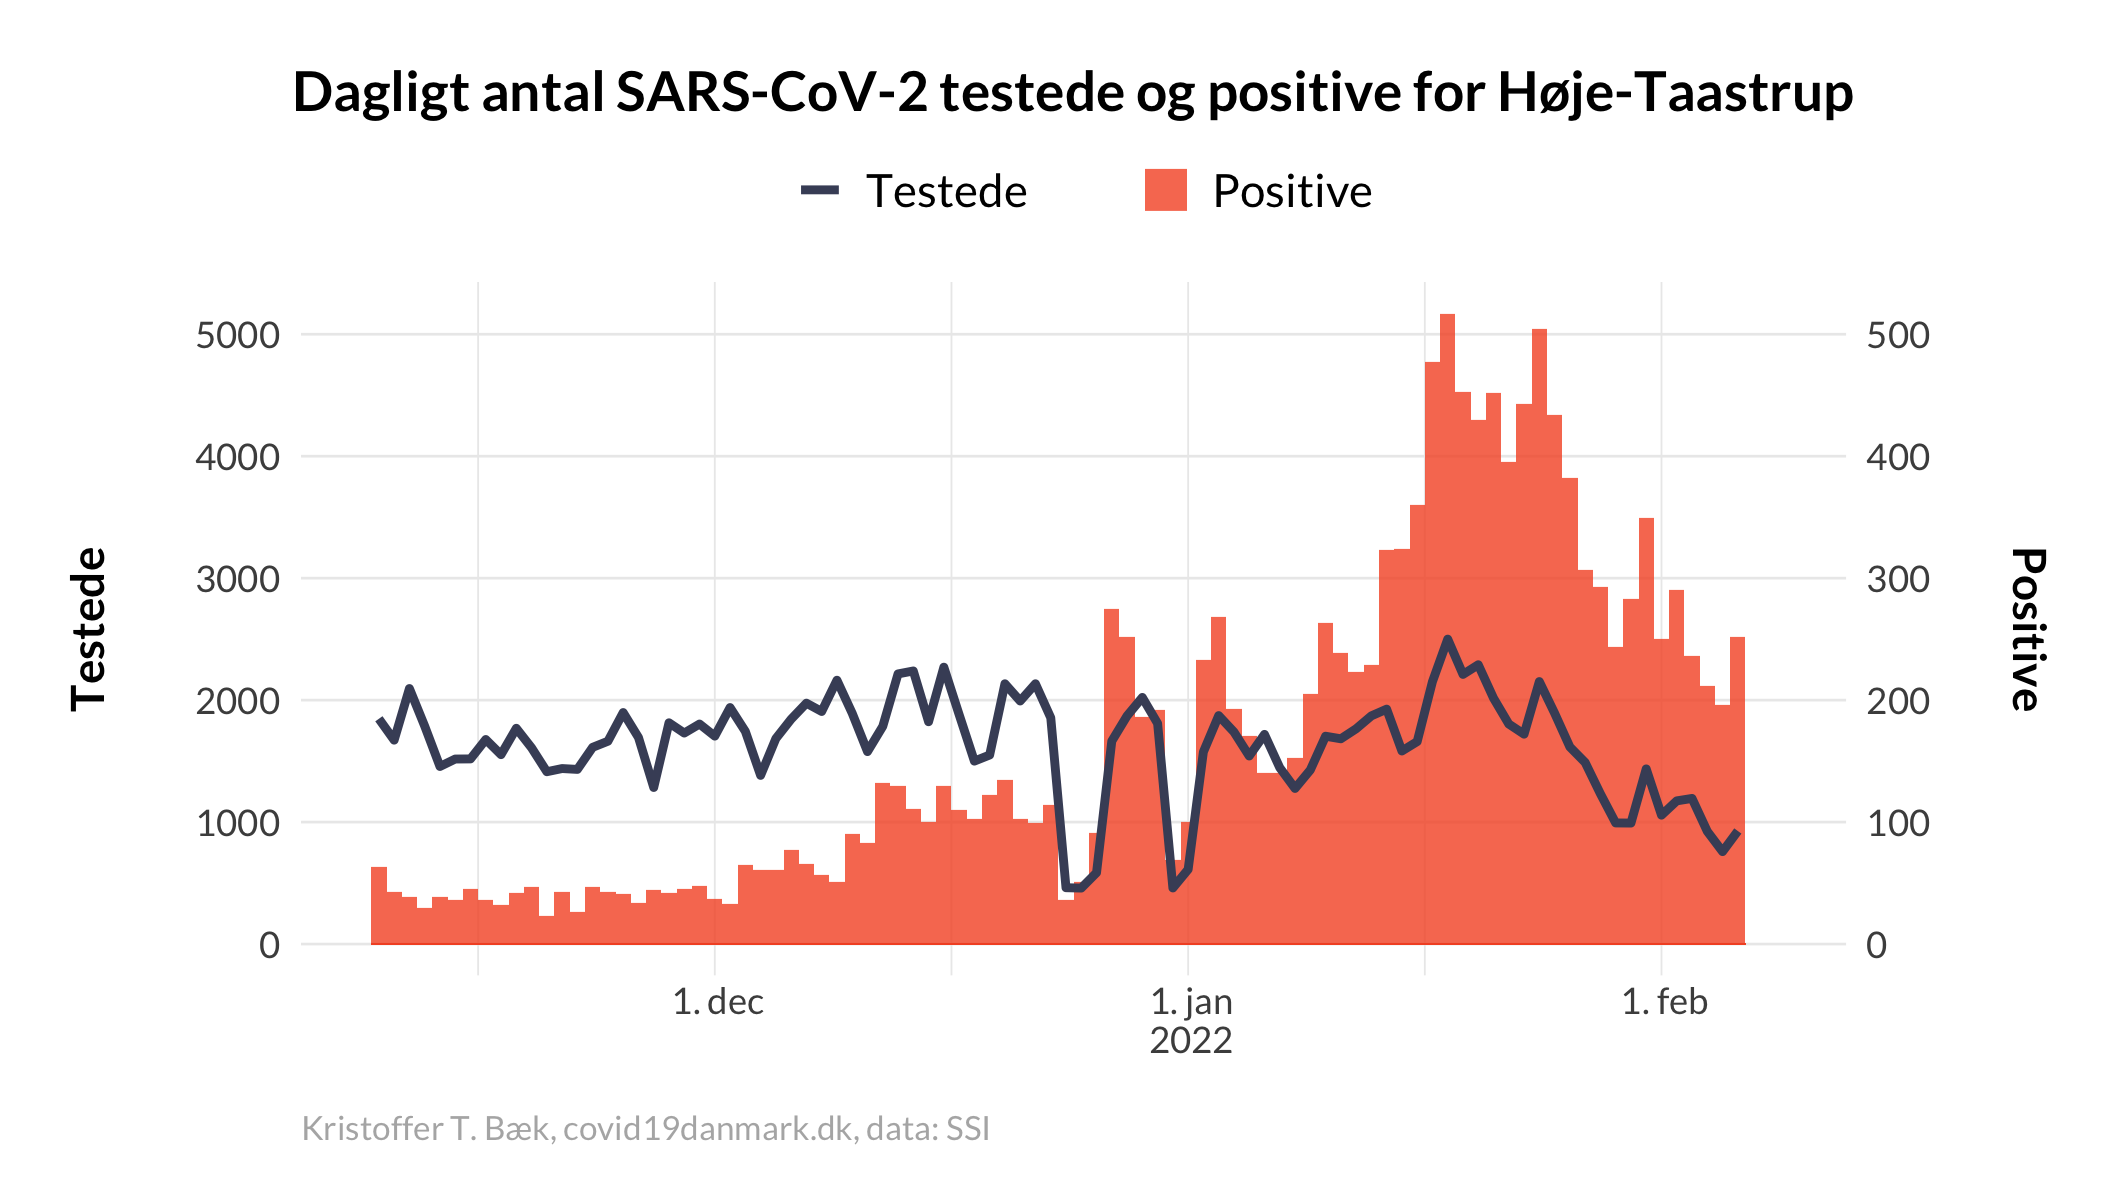 Dagligt antal SARS-CoV-2 testede og positive for Høje-Taastrup
Testede
Positive
5000
4000
3000
2000
1000
0
Testede
500
400
300
200
100
0
Positive
1. dec
1. jan
2022
1. feb
Kristoffer T. Bæk, covid19danmark.dk, data: SSI